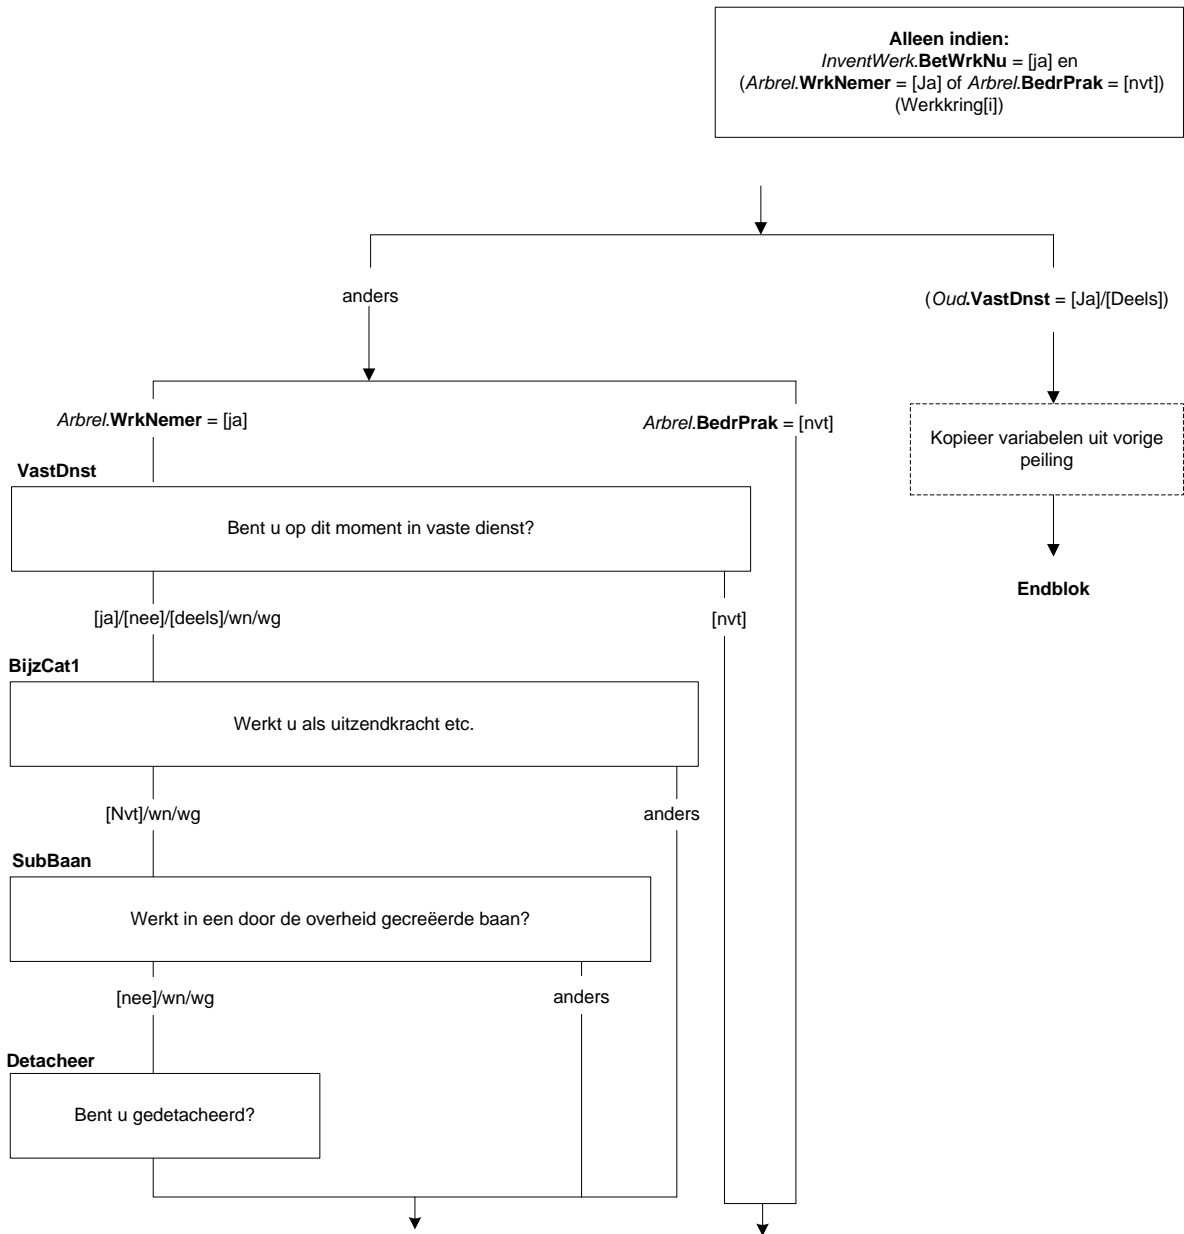 Alleen indien:
InventWerk.BetWrkNu = [ja] en
(Arbrel.WrkNemer = [Ja] of Arbrel.BedrPrak = [nvt])
(Werkkring[i])
anders
(Oud.VastDnst = [Ja]/[Deels])
Arbrel.WrkNemer = [ja]
Arbrel.BedrPrak = [nvt]
Kopieer variabelen uit vorige
peiling
VastDnst
Bent u op dit moment in vaste dienst?
Endblok
[ja]/[nee]/[deels]/wn/wg
[nvt]
BijzCat1
Werkt u als uitzendkracht etc.
[Nvt]/wn/wg
anders
SubBaan
Werkt in een door de overheid gecreëerde baan?
[nee]/wn/wg
anders
Detacheer
Bent u gedetacheerd?